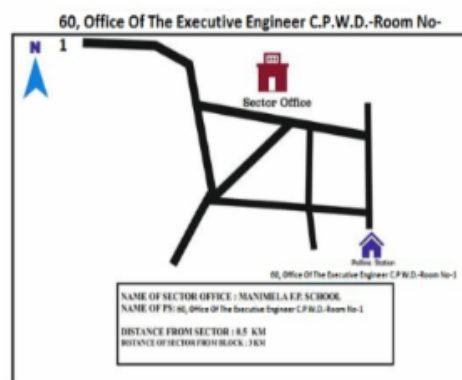 60, Office Of The Executive Engineer C.P.W.D.-Room No-
1
N
Sector Office
Polling Station
60, Office Of The Executive Engineer C.P.W.D.-Room No-1
NAME OF SECTOR OFFICE : MANIMELA F.P. SCHOOL
NAME OF PS: 60, Office Of The Executive Engineer C.P.W.D.-Room No-1
DISTANCE FROM SECTOR : 0.5 KM
DISTANCE OF SECTOR FROM BLOCK : 3 KM